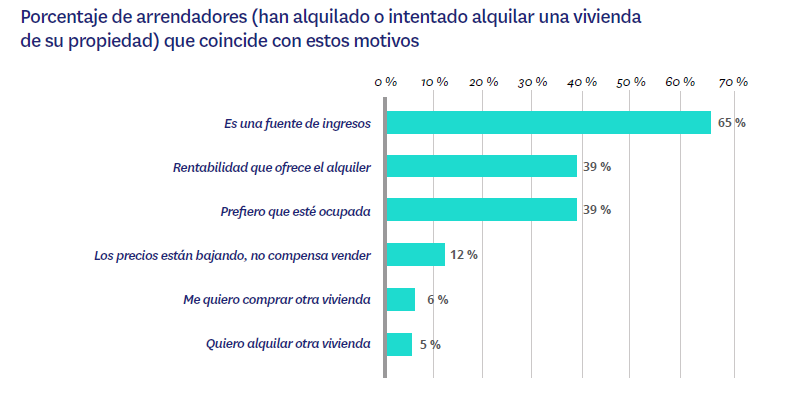 Porcentaje de arrendadores (han alquilado o intentado alquilar una vivienda
de su propiedad) que coincide con estos motivos
0 % 10 % 20 % 30 % 40 % 50 % 60 % 70 %
Es una fuente de ingresos 65 %
Rentabilidad que ofrece el alquiler 39 %
Prefiero que esté ocupada 39 %
Los precios están bajando, no compensa vender 12 %
Me quiero comprar otra vivienda 6 %
Quiero alquilar otra vivienda 5 %